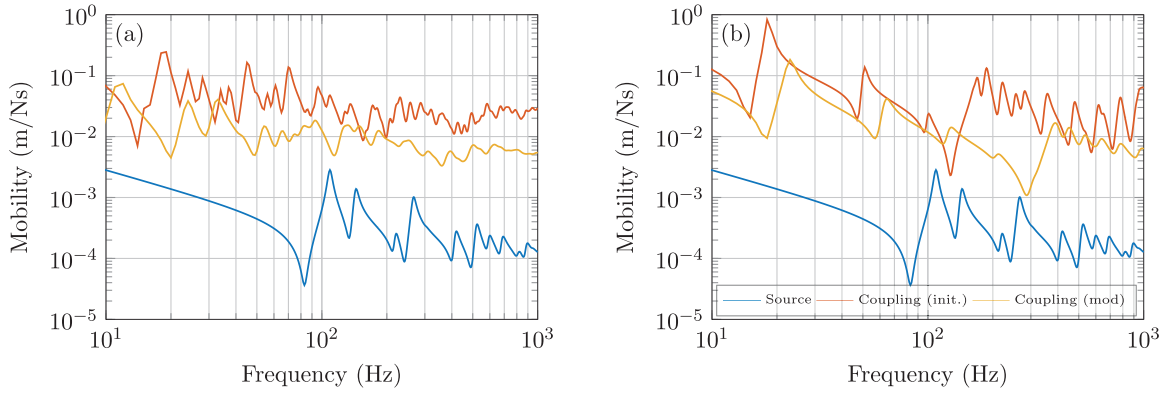 (a)
Mobility (m/Ns)
10^0
10^-1
10^-2
10^-3
10^-4
10^-5
10^1
10^2
10^3
Frequency (Hz)
(b)
Mobility (m/Ns)
10^0
10^-1
10^-2
10^-3
10^-4
10^-5
Source Coupling (init.) Coupling (mod)
10^1
10^2
10^3
Frequency (Hz)